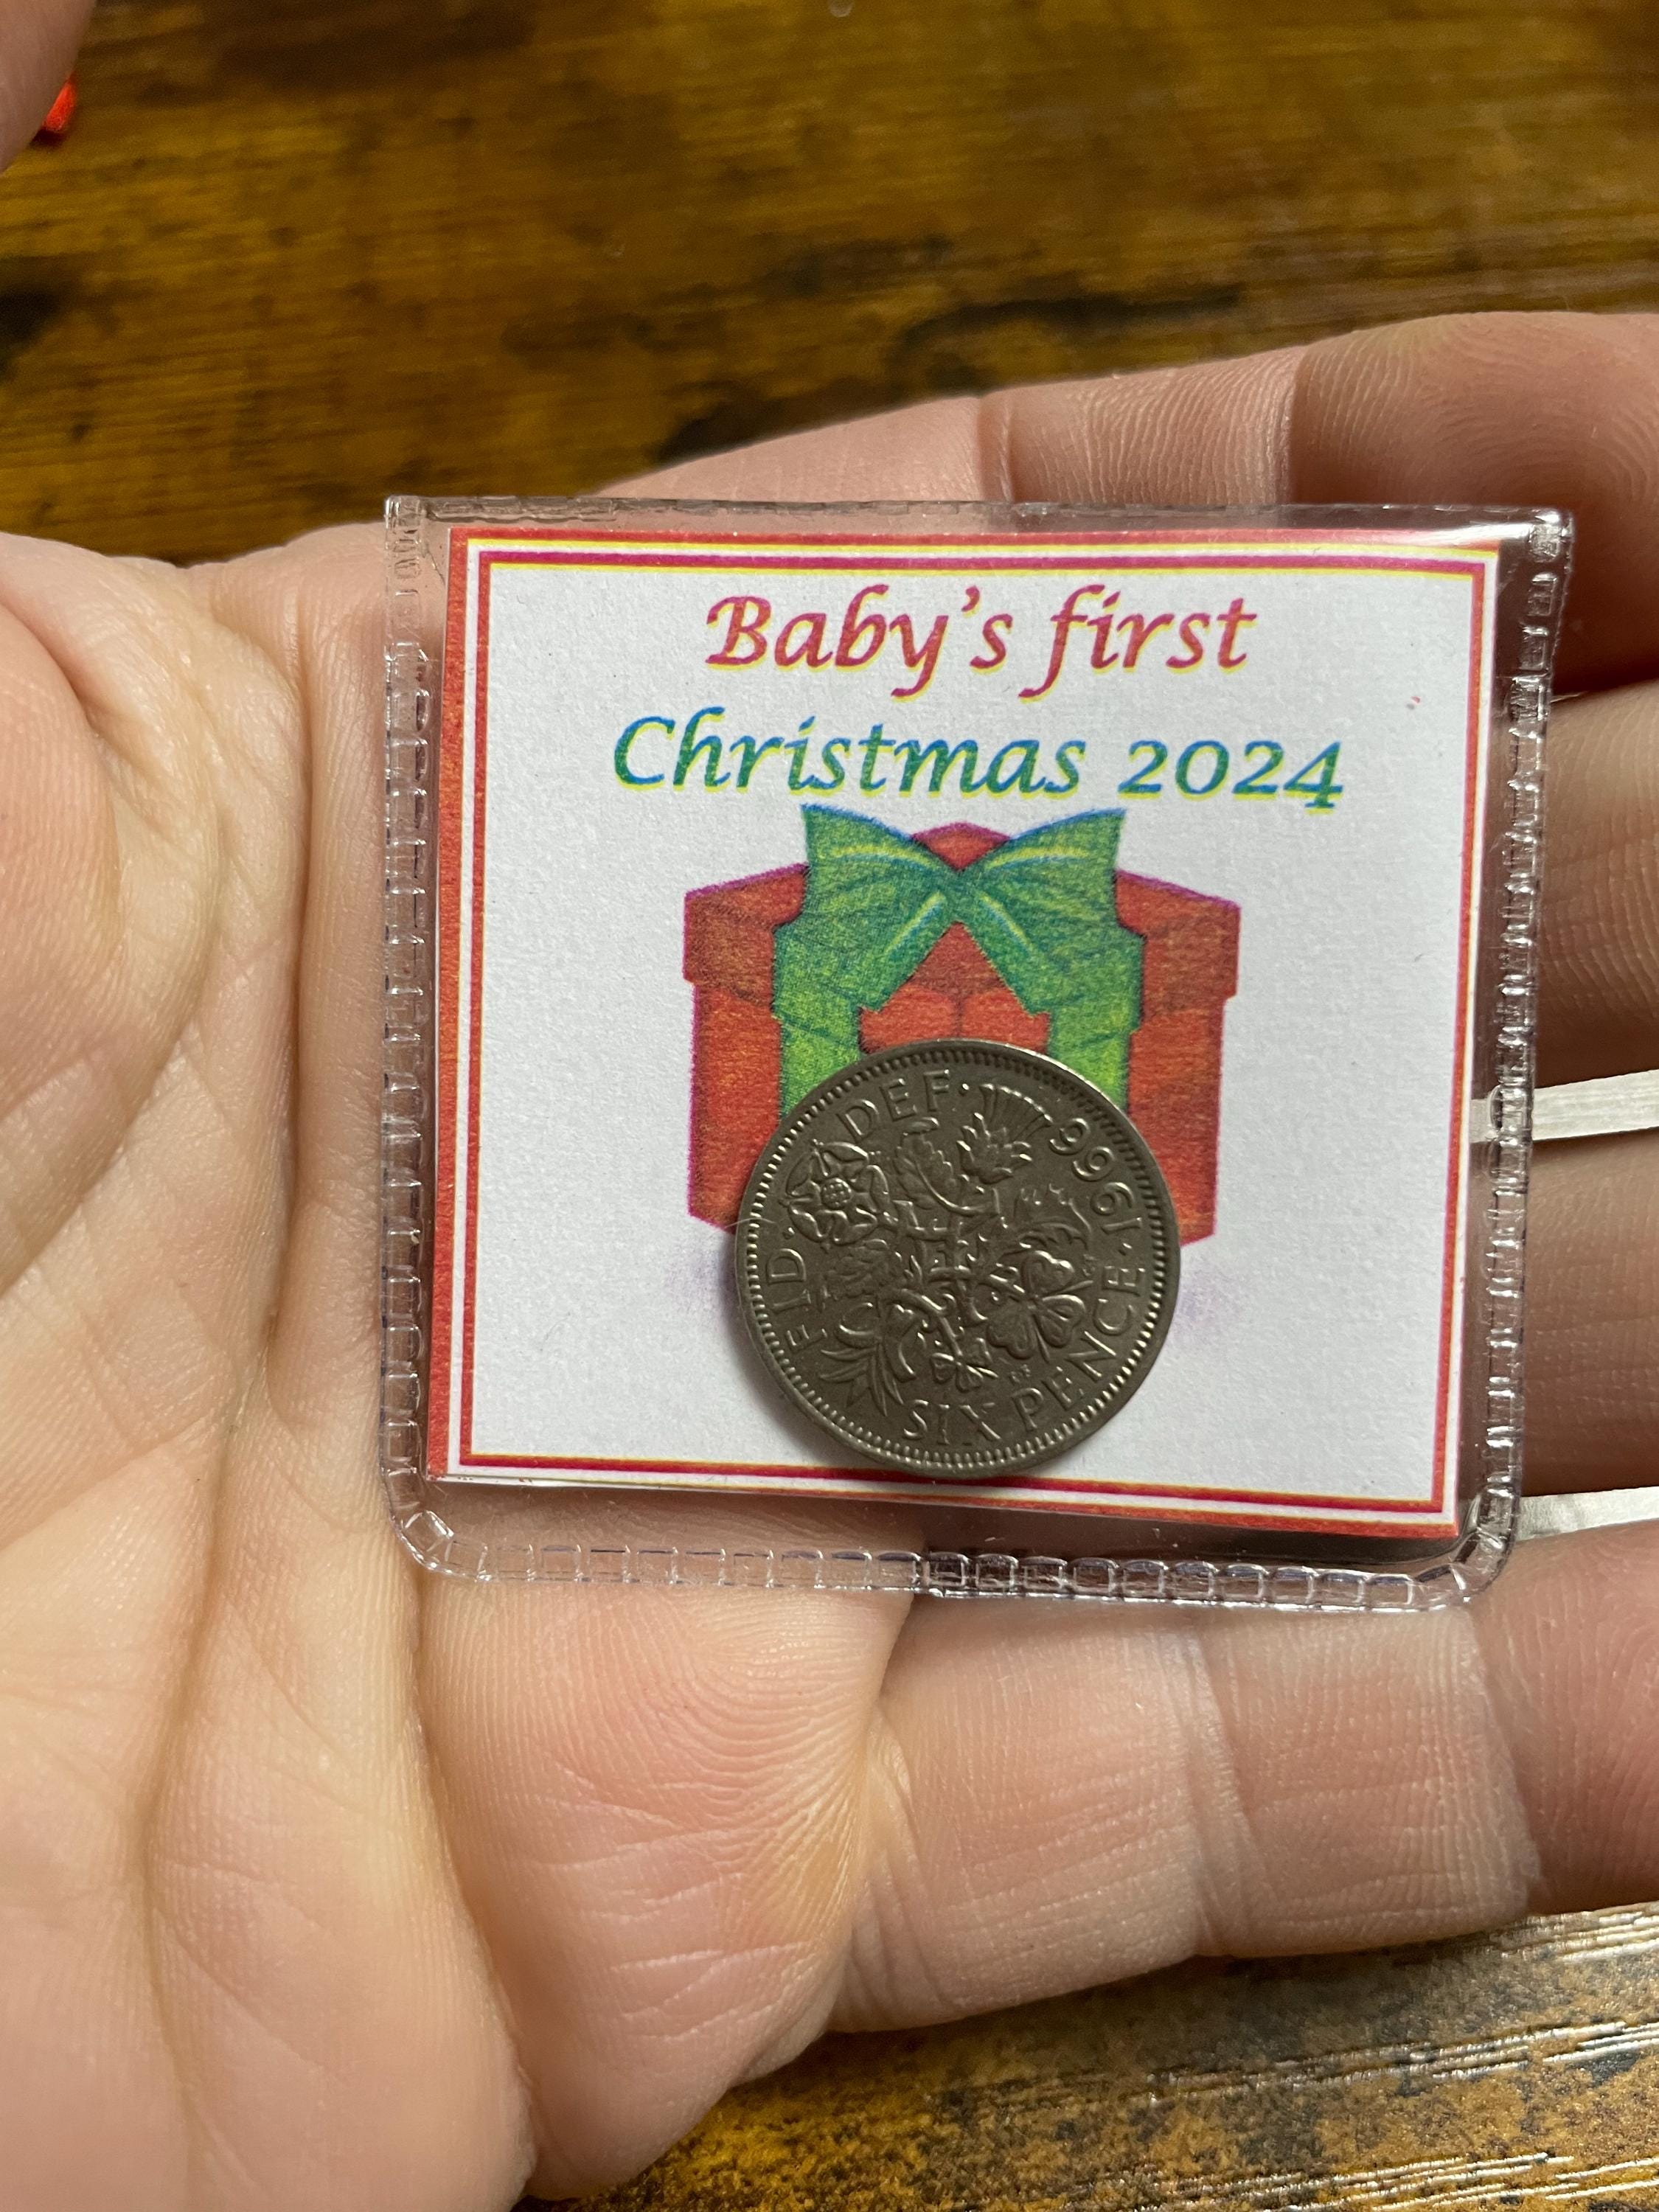 Baby's first
Christmas 2024
FID · DEF · 1966 · SIX PENCE ·